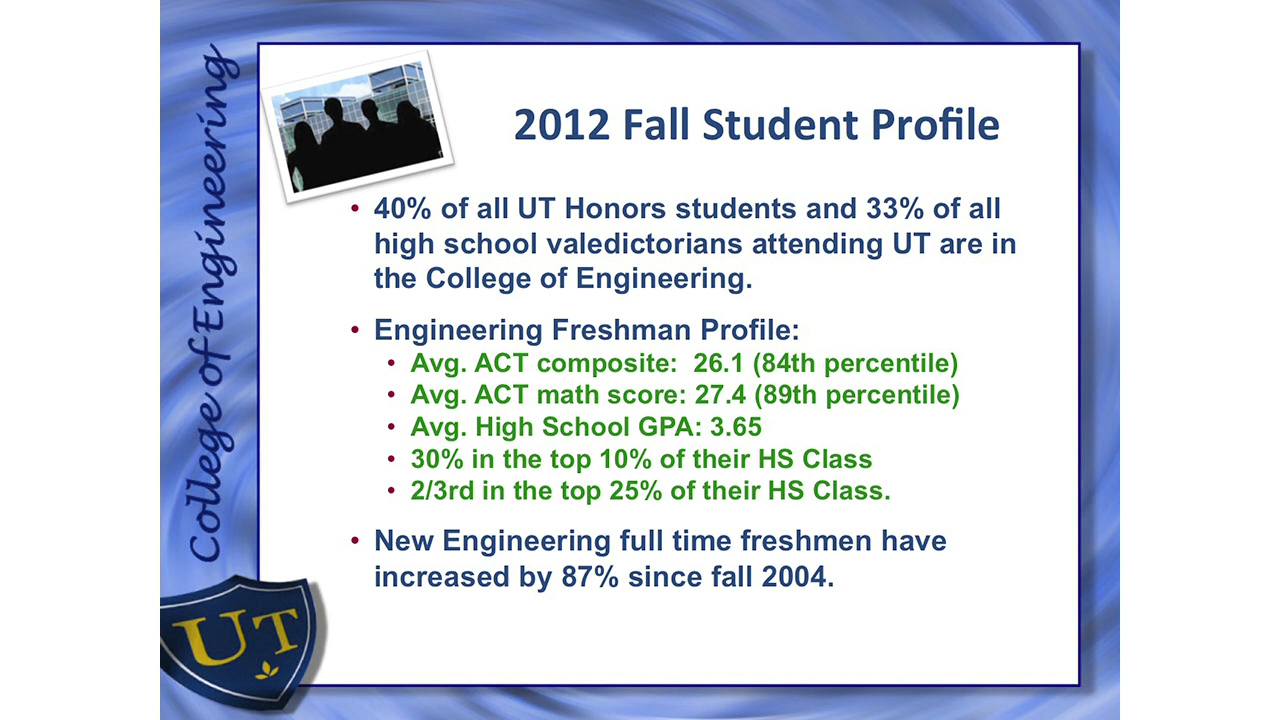 College of Engineering
2012 Fall Student Profile
• 40% of all UT Honors students and 33% of all
high school valedictorians attending UT are in
the College of Engineering.
• Engineering Freshman Profile:
• Avg. ACT composite:  26.1 (84th percentile)
• Avg. ACT math score: 27.4 (89th percentile)
• Avg. High School GPA: 3.65
• 30% in the top 10% of their HS Class
• 2/3rd in the top 25% of their HS Class.
• New Engineering full time freshmen have
increased by 87% since fall 2004.
UT